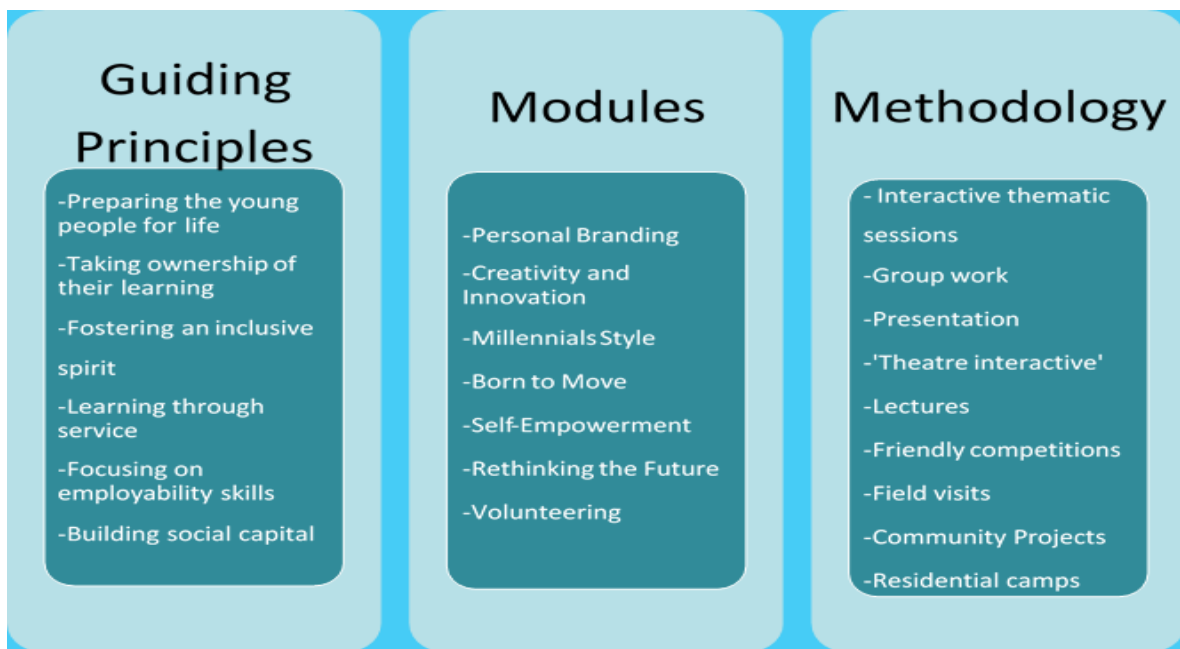 Guiding
Principles
-Preparing the young
people for life
-Taking ownership of
their learning
-Fostering an inclusive
spirit
-Learning through
service
-Focusing on
employability skills
-Building social capital
Modules
-Personal Branding
-Creativity and
Innovation
-Millennials Style
-Born to Move
-Self-Empowerment
-Rethinking the Future
-Volunteering
Methodology
- Interactive thematic
sessions
-Group work
-Presentation
-'Theatre interactive'
-Lectures
-Friendly competitions
-Field visits
-Community Projects
-Residential camps